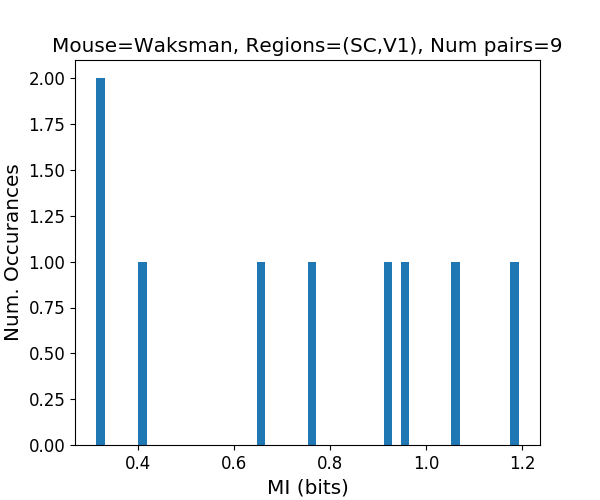 Mouse=Waksman, Regions=(SC,V1), Num pairs=9
2.00
1.75
1.50
1.25
1.00
0.75
0.50
0.25
0.00
Num. Occurances
0.4 0.6 0.8 1.0 1.2
MI (bits)